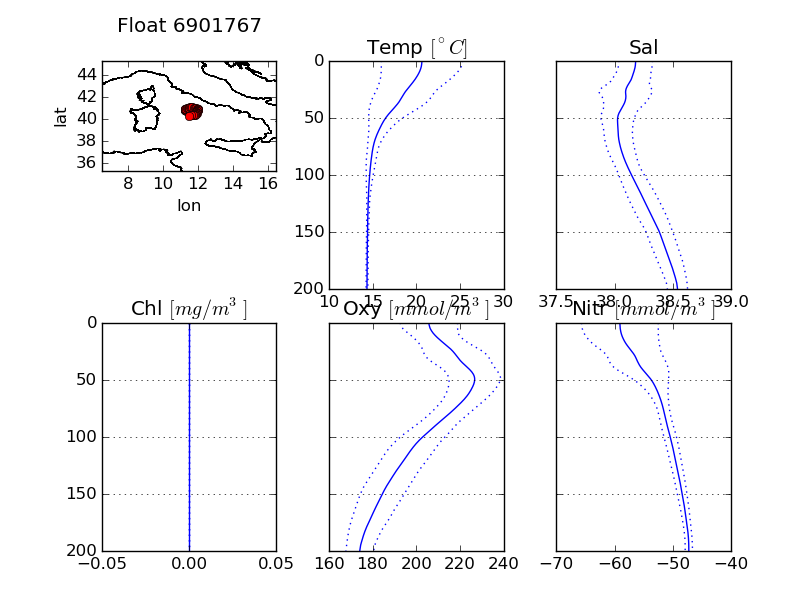 Float 6901767
44
42
40
38
36
lat
8 10 12 14 16
lon
Temp [°C]
0
50
100
150
200
10 15 20 25 30
Sal
37.5 38.0 38.5 39.0
Chl [mg/m³]
0
50
100
150
200
−0.05 0.00 0.05
Oxy [mmol/m³]
160 180 200 220 240
Nitr [mmol/m³]
−70 −60 −50 −40